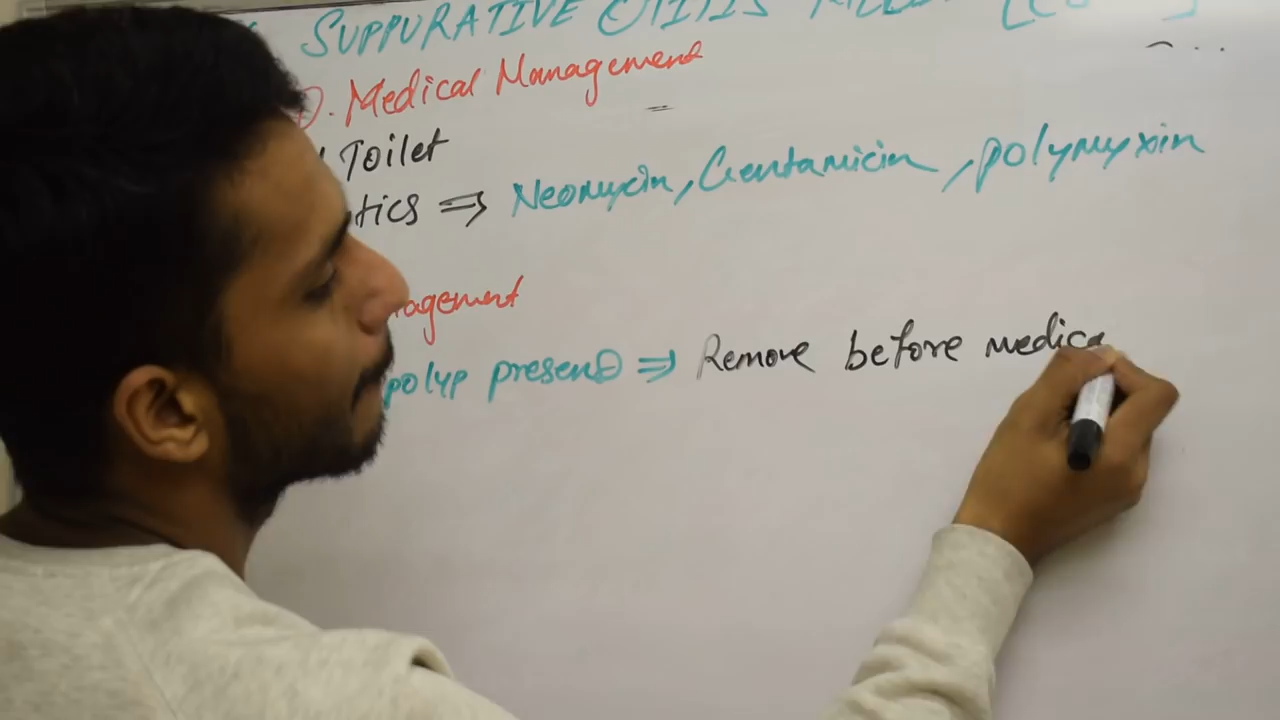 SUPPURATIVE OTITIS
D. Medical Management
Toilet
tics ⇒ Neomycin, Gentamicin, polymyxin
nagement
polyp present ⇒ Remove before medica